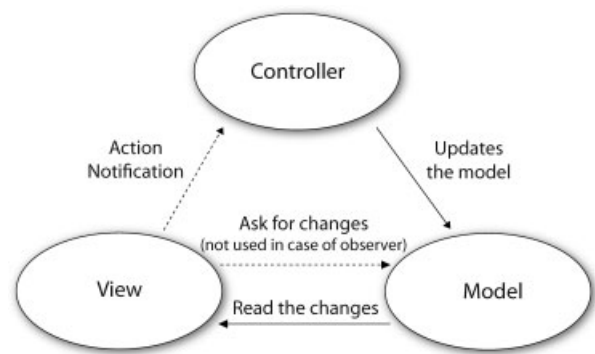 Controller
Action
Notification
Updates
the model
Ask for changes
(not used in case of observer)
View
Model
Read the changes